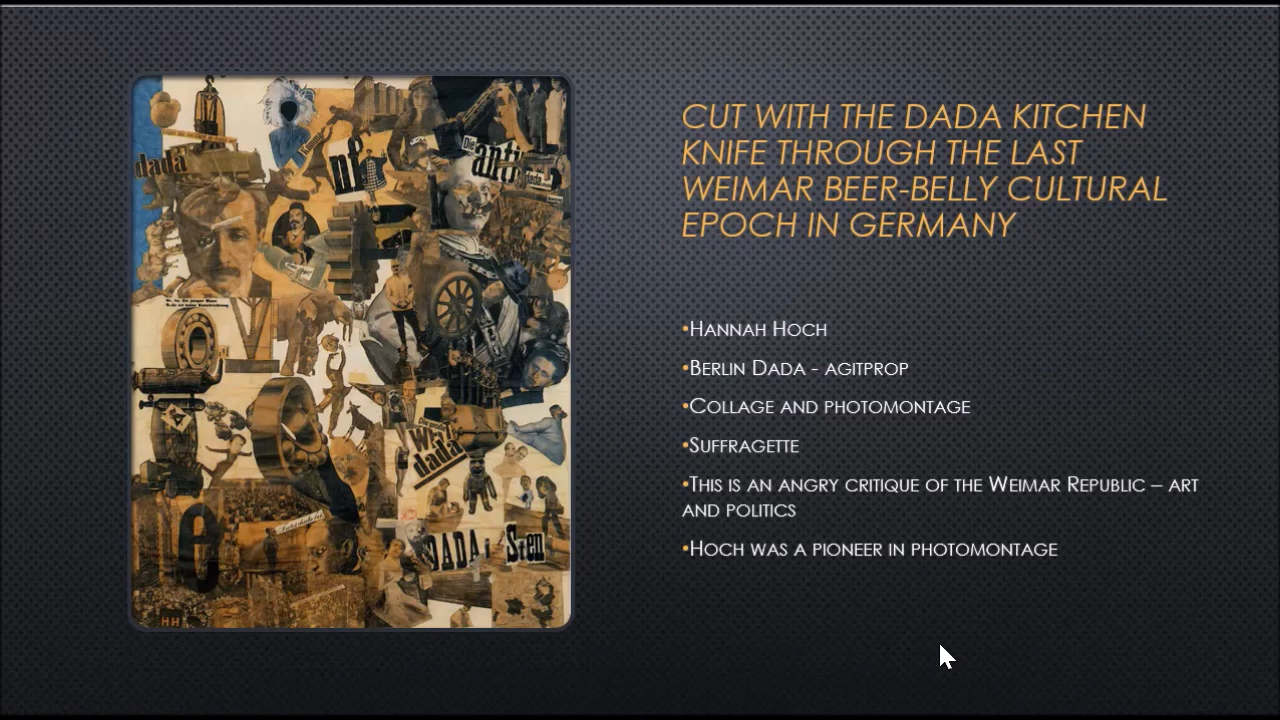 CUT WITH THE DADA KITCHEN
KNIFE THROUGH THE LAST
WEIMAR BEER-BELLY CULTURAL
EPOCH IN GERMANY
•HANNAH HOCH
•BERLIN DADA - AGITPROP
•COLLAGE AND PHOTOMONTAGE
•SUFFRAGETTE
•THIS IS AN ANGRY CRITIQUE OF THE WEIMAR REPUBLIC – ART
AND POLITICS
•HOCH WAS A PIONEER IN PHOTOMONTAGE
dada
nf
Die
anti
dada
e
DADA
HH